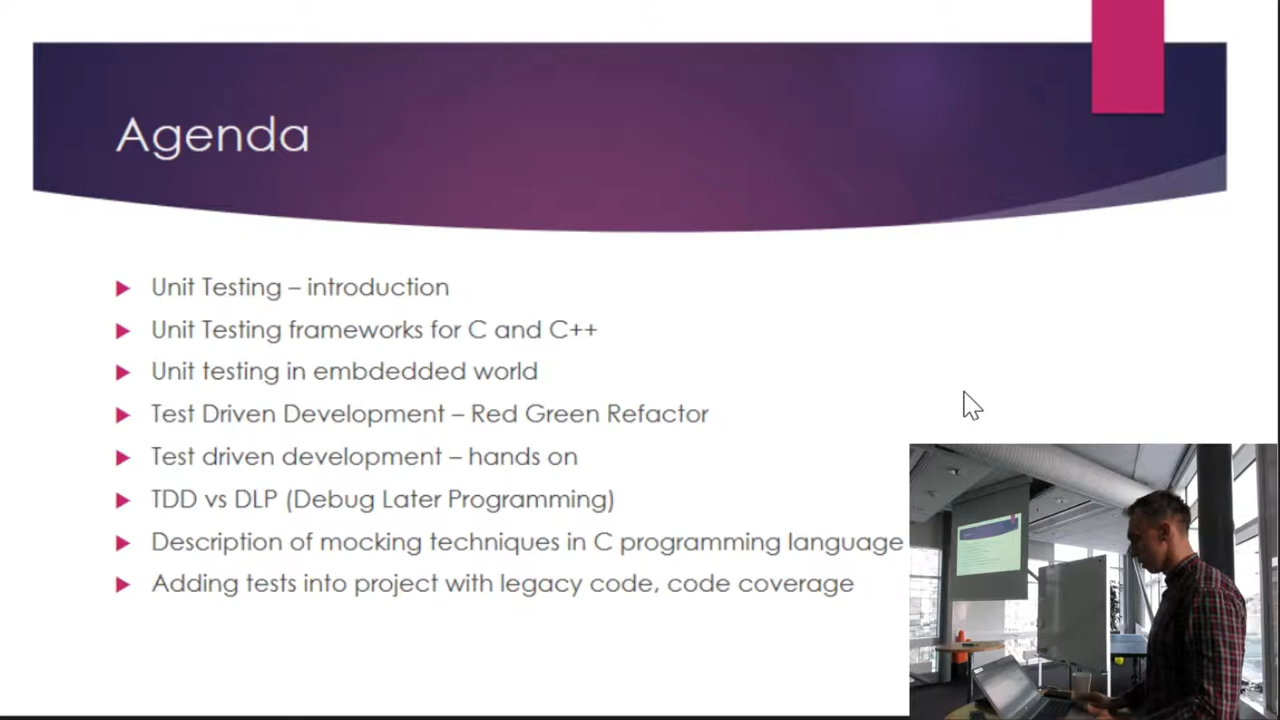 Agenda
Unit Testing – introduction
Unit Testing frameworks for C and C++
Unit testing in embdedded world
Test Driven Development – Red Green Refactor
Test driven development – hands on
TDD vs DLP (Debug Later Programming)
Description of mocking techniques in C programming language
Adding tests into project with legacy code, code coverage